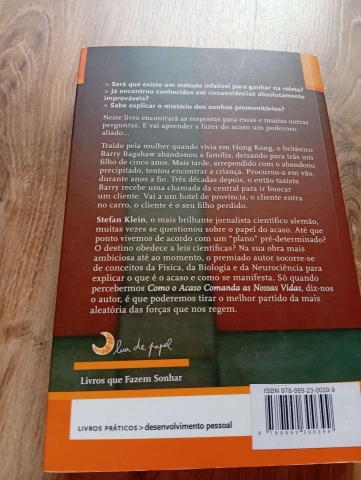 > Será que existe um método infalível para ganhar na roleta?
> Já encontrou conhecidos em circunstâncias absolutamente
improváveis?
> Sabe explicar o mistério dos sonhos premonitórios?
Neste livro encontrará as respostas para essas e muitas outras
perguntas. E vai aprender a fazer do acaso um poderoso
aliado...
Traído pela mulher quando vivia em Hong Kong, o britânico
Barry Bagshaw abandonou a família, deixando para trás um
filho de cinco anos. Mais tarde, arrependido com o abandono
precipitado, tentou encontrar a criança. Procurou-a em vão,
durante anos a fio. Três décadas depois, o então taxista
Barry recebe uma chamada da central para ir buscar
um cliente. Vai a um hotel de província, o cliente entra
no carro, o cliente é o seu filho perdido.
Stefan Klein, o mais brilhante jornalista científico alemão,
muitas vezes se questionou sobre o papel do acaso. Até que
ponto vivemos de acordo com um "plano" pré-determinado?
O destino obedece a leis científicas? Na sua obra mais
ambiciosa até ao momento, o premiado autor socorre-se
de conceitos da Física, da Biologia e da Neurociência para
explicar o que é o acaso e como se manifesta. Só quando
percebermos Como o Acaso Comanda as Nossas Vidas, diz-nos
o autor, é que poderemos tirar o melhor partido da mais
aleatória das forças que nos regem.
lua de papel
Livros que Fazem Sonhar
LIVROS PRÁTICOS > desenvolvimento pessoal
ISBN 978-989-23-0039-9
9 789892 300399